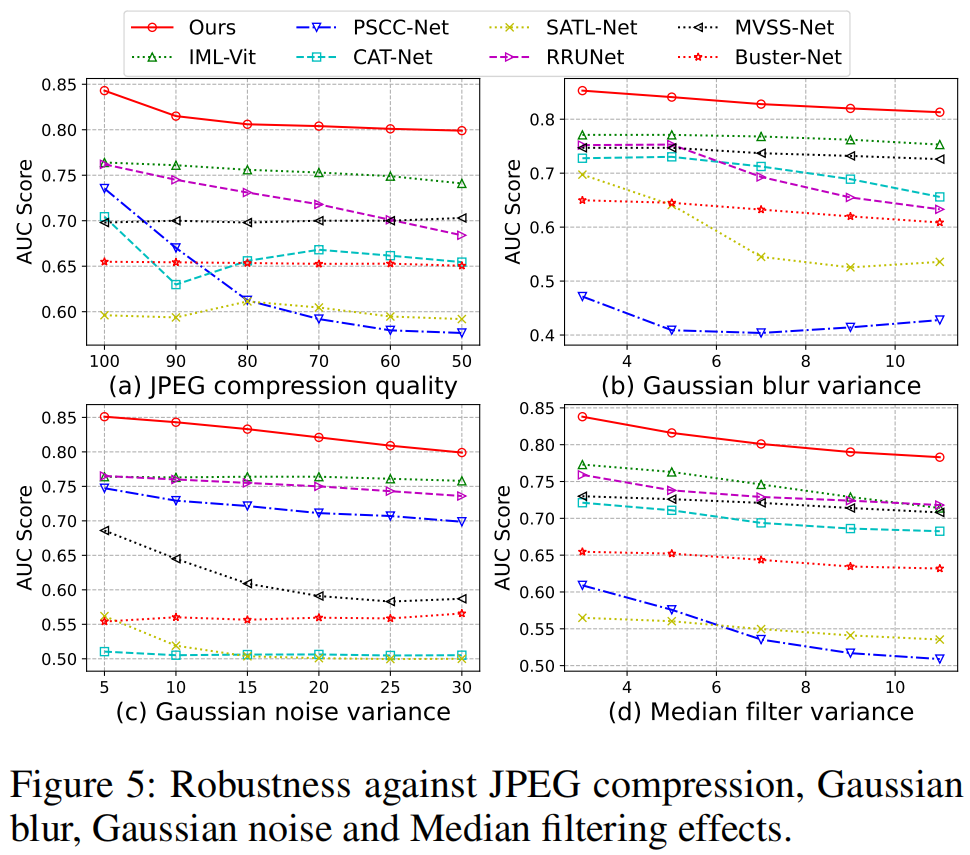 Ours PSCC-Net SATL-Net MVSS-Net
IML-Vit CAT-Net RRUNet Buster-Net
0.85
0.80
0.75
0.70
0.65
0.60
AUC Score
100 90 80 70 60 50
(a) JPEG compression quality
0.8
0.7
0.6
0.5
0.4
AUC Score
4 6 8 10
(b) Gaussian blur variance
0.85
0.80
0.75
0.70
0.65
0.60
0.55
0.50
AUC Score
5 10 15 20 25 30
(c) Gaussian noise variance
0.85
0.80
0.75
0.70
0.65
0.60
0.55
0.50
AUC Score
4 6 8 10
(d) Median filter variance
Figure 5: Robustness against JPEG compression, Gaussian
blur, Gaussian noise and Median filtering effects.